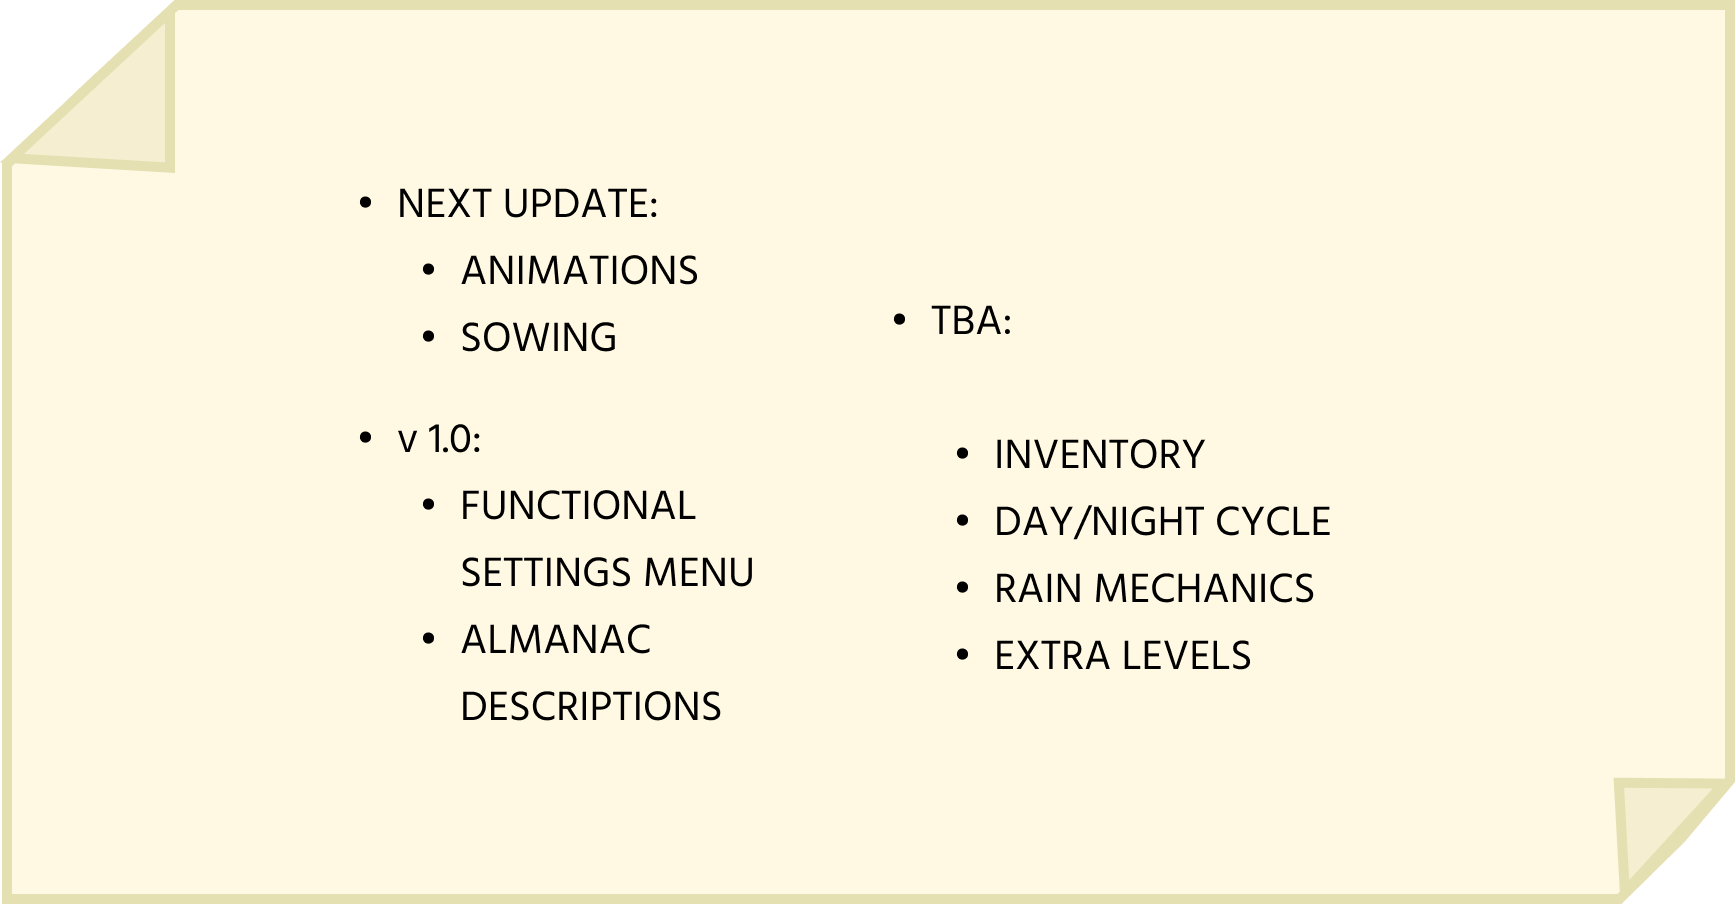 • NEXT UPDATE:
• ANIMATIONS
• SOWING
• v 1.0:
• FUNCTIONAL
SETTINGS MENU
• ALMANAC
DESCRIPTIONS
• TBA:
• INVENTORY
• DAY/NIGHT CYCLE
• RAIN MECHANICS
• EXTRA LEVELS